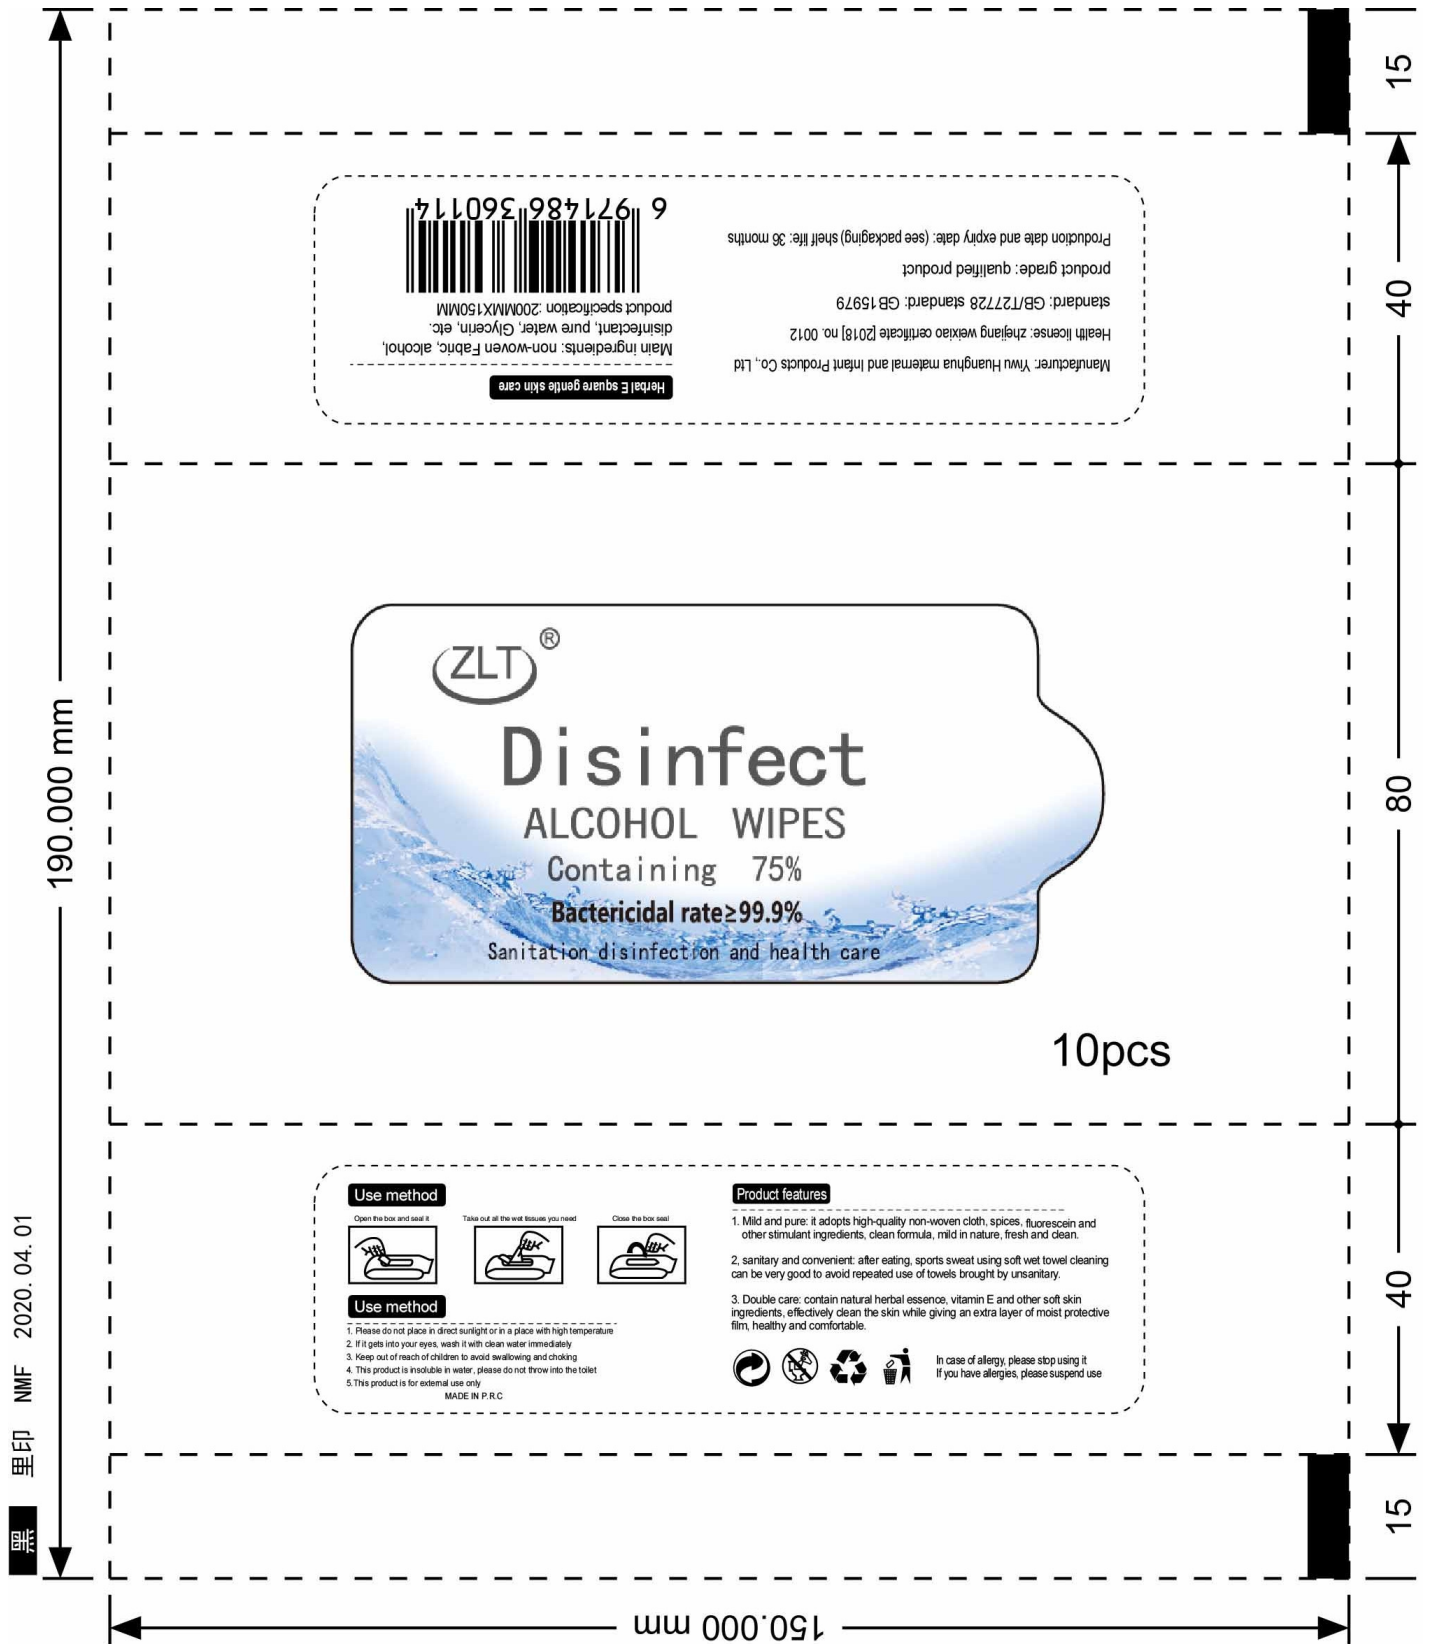 15
6 971486 360114
product specification :200MMX150MM
disinfectant, pure water, Glycerin, etc.
Main ingredients: non-woven Fabric, alcohol,
Herbal E square gentle skin care
Production date and expiry date: (see packaging) shelf life: 36 months
product grade: qualified product
standard: GB/T27728 standard: GB15979
Health license: zhejiang weixiao certificate [2018] no. 0012
Manufacturer: Yiwu Huanghua maternal and Infant Products Co., Ltd
40
190.000 mm
ZLT®
Disinfect
ALCOHOL WIPES
Containing 75%
Bactericidal rate≥99.9%
Sanitation disinfection and health care
80
10pcs
Use method
Open the box and seal it
Take out all the wet tissues you need
Close the box seal
Use method
1. Please do not place in direct sunlight or in a place with high temperature
2. If it gets into your eyes, wash it with clean water immediately
3. Keep out of reach of children to avoid swallowing and choking
4. This product is insoluble in water, please do not throw into the toilet
5.This product is for external use only
MADE IN P.R.C
Product features
1. Mild and pure: it adopts high-quality non-woven cloth, spices, fluorescein and
other stimulant ingredients, clean formula, mild in nature, fresh and clean.
2, sanitary and convenient: after eating, sports sweat using soft wet towel cleaning
can be very good to avoid repeated use of towels brought by unsanitary.
3. Double care: contain natural herbal essence, vitamin E and other soft skin
ingredients, effectively clean the skin while giving an extra layer of moist protective
film, healthy and comfortable.
In case of allergy, please stop using it
If you have allergies, please suspend use
40
黑 里印 NMF 2020. 04. 01
15
150.000 mm